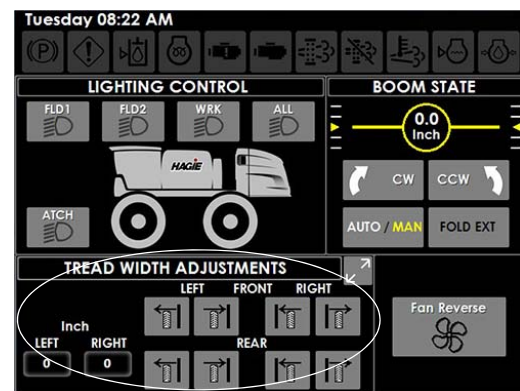 Tuesday 08:22 AM
(P)
LIGHTING CONTROL
FLD1 FLD2 WRK ALL
HAGIE
ATCH
BOOM STATE
0.0
Inch
CW CCW
AUTO / MAN FOLD EXT
TREAD WIDTH ADJUSTMENTS
LEFT FRONT RIGHT
Inch
LEFT RIGHT REAR
0 0
Fan Reverse